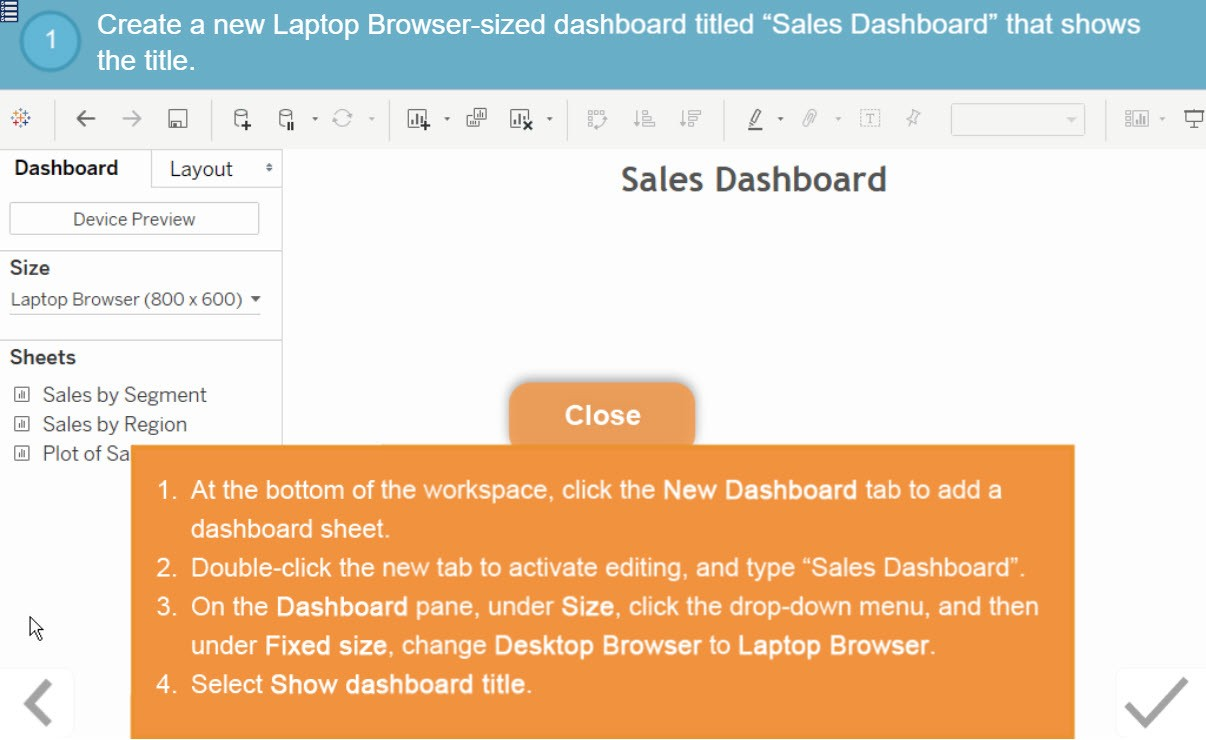 1
Create a new Laptop Browser-sized dashboard titled “Sales Dashboard” that shows
the title.
Dashboard
Layout
Sales Dashboard
Device Preview
Size
Laptop Browser (800 x 600)
Sheets
Sales by Segment
Sales by Region
Plot of Sa
Close
1. At the bottom of the workspace, click the New Dashboard tab to add a
dashboard sheet.
2. Double-click the new tab to activate editing, and type “Sales Dashboard”.
3. On the Dashboard pane, under Size, click the drop-down menu, and then
under Fixed size, change Desktop Browser to Laptop Browser.
4. Select Show dashboard title.